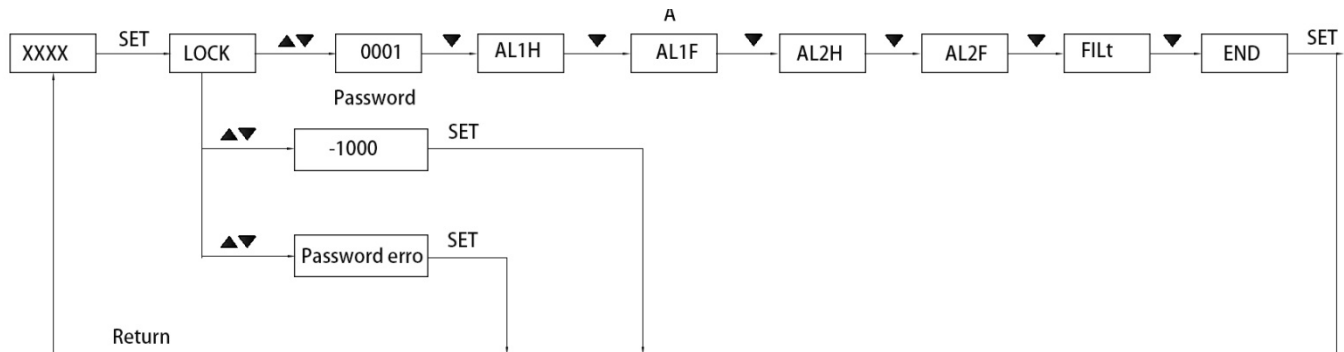 A
SET ▲▼ ▼ ▼ ▼ ▼ ▼ ▼ SET
XXXX LOCK 0001 AL1H AL1F AL2H AL2F FILt END
Password
▲▼ SET
-1000
▲▼ SET
Password erro
Return